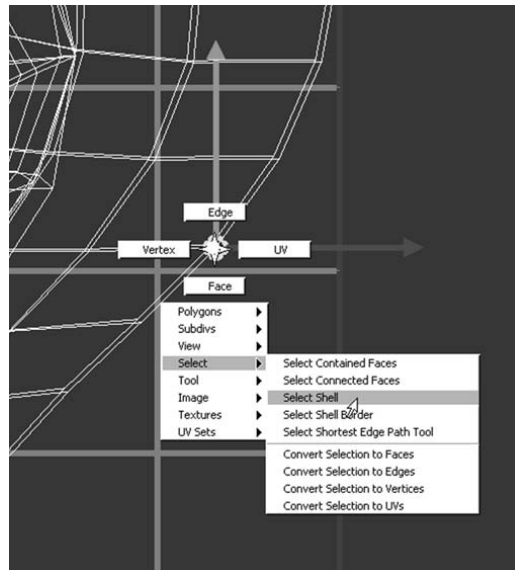 Edge
Vertex
UV
Face
Polygons
Subdivs
View
Select
Tool
Image
Textures
UV Sets
Select Contained Faces
Select Connected Faces
Select Shell
Select Shell Border
Select Shortest Edge Path Tool
Convert Selection to Faces
Convert Selection to Edges
Convert Selection to Vertices
Convert Selection to UVs